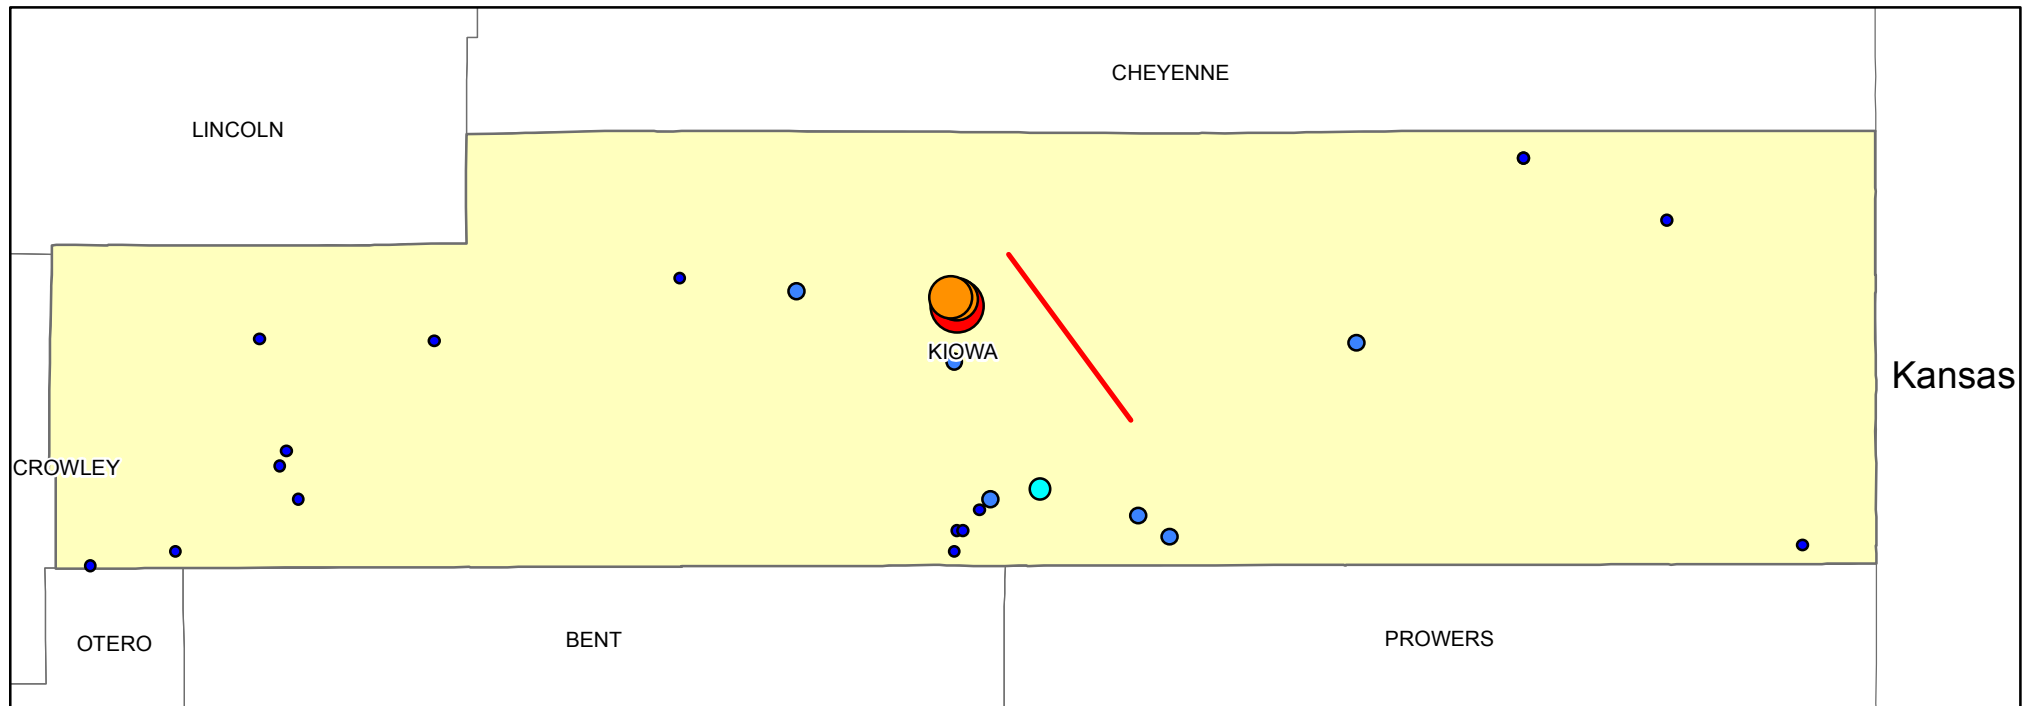 CHEYENNE
LINCOLN
KIOWA
Kansas
CROWLEY
OTERO
BENT
PROWERS